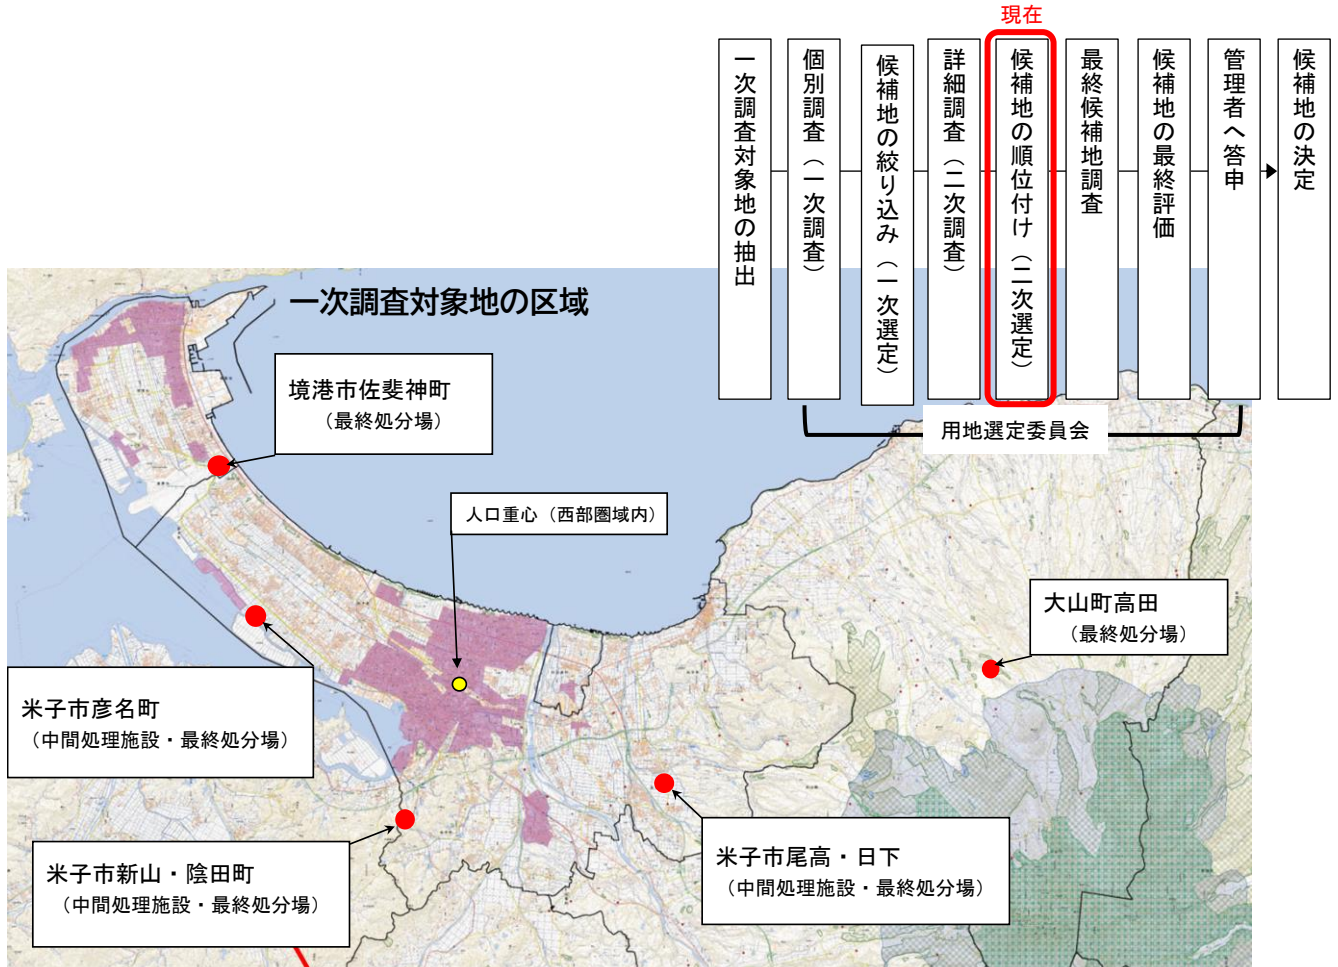 現在
一次調査対象地の抽出
個別調査（一次調査）
候補地の絞り込み（一次選定）
詳細調査（二次調査）
候補地の順位付け（二次選定）
最終候補地調査
候補地の最終評価
管理者へ答申
候補地の決定
用地選定委員会
一次調査対象地の区域
境港市佐斐神町
（最終処分場）
人口重心（西部圏域内）
大山町高田
（最終処分場）
米子市彦名町
（中間処理施設・最終処分場）
米子市新山・陰田町
（中間処理施設・最終処分場）
米子市尾高・日下
（中間処理施設・最終処分場）